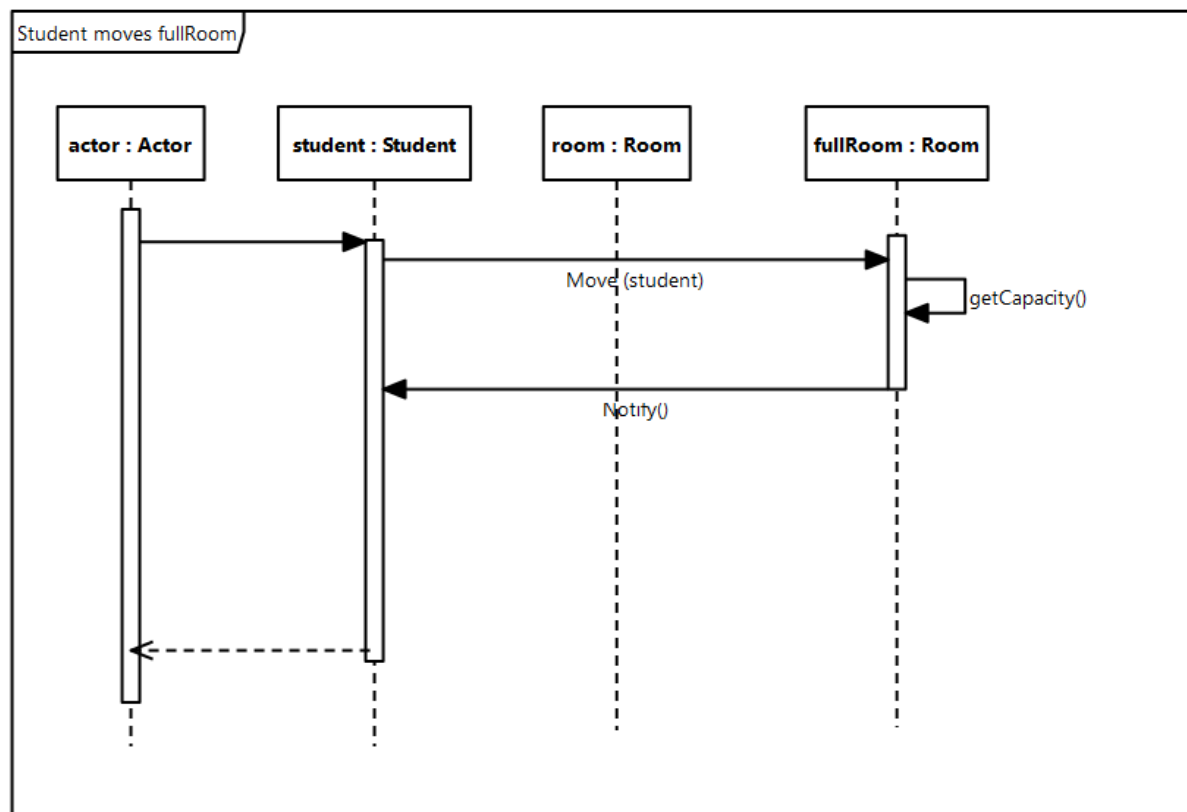 Student moves fullRoom
actor : Actor
student : Student
room : Room
fullRoom : Room
Move (student)
getCapacity()
Notify()